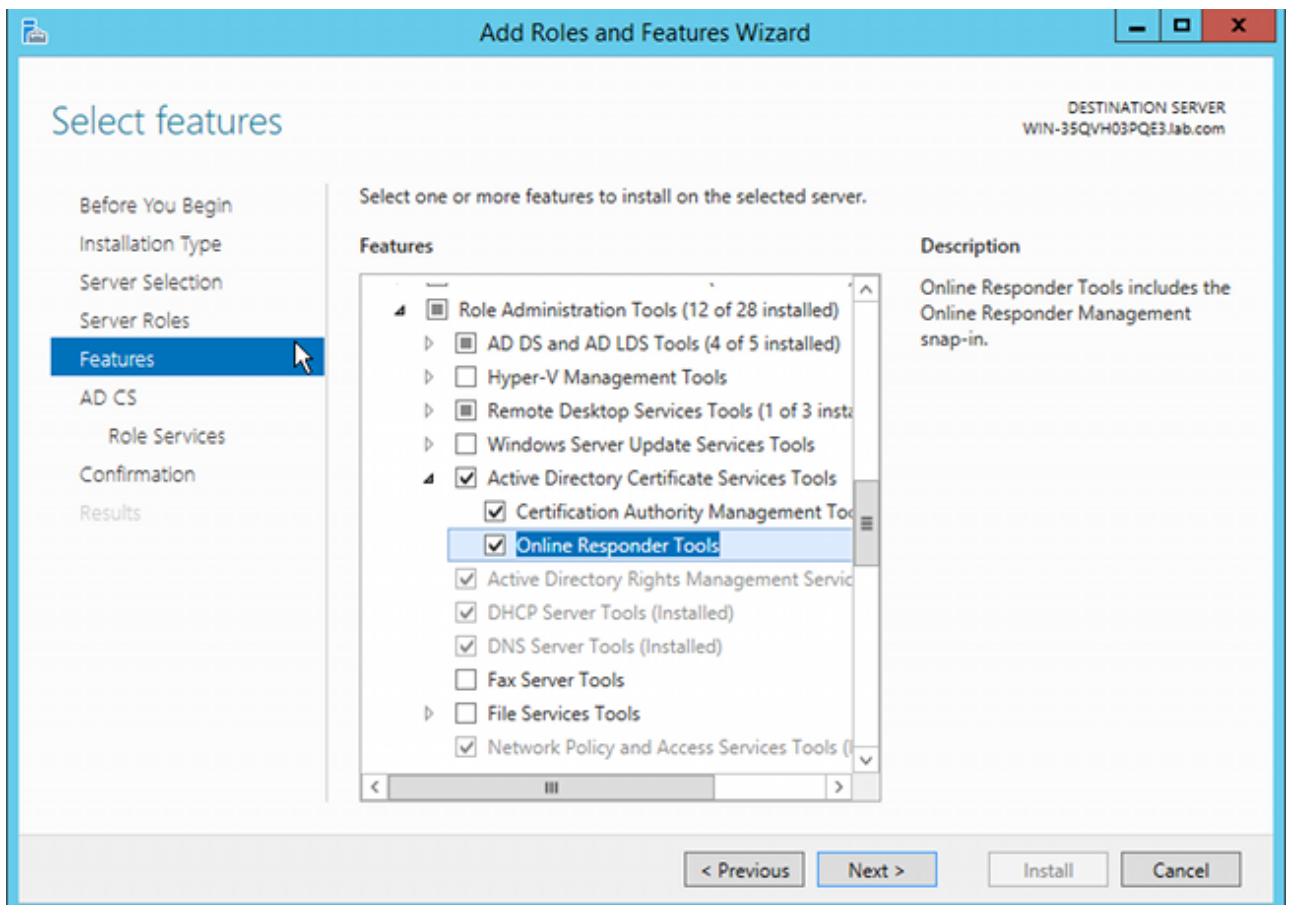 Add Roles and Features Wizard
Select features
DESTINATION SERVER
WIN-35QVH03PQE3.lab.com
Before You Begin
Installation Type
Server Selection
Server Roles
Features
AD CS
Role Services
Confirmation
Results
Select one or more features to install on the selected server.
Features
Role Administration Tools (12 of 28 installed)
AD DS and AD LDS Tools (4 of 5 installed)
Hyper-V Management Tools
Remote Desktop Services Tools (1 of 3 insta
Windows Server Update Services Tools
Active Directory Certificate Services Tools
Certification Authority Management Too
Online Responder Tools
Active Directory Rights Management Servic
DHCP Server Tools (Installed)
DNS Server Tools (Installed)
Fax Server Tools
File Services Tools
Network Policy and Access Services Tools (
Description
Online Responder Tools includes the
Online Responder Management
snap-in.
< Previous
Next >
Install
Cancel